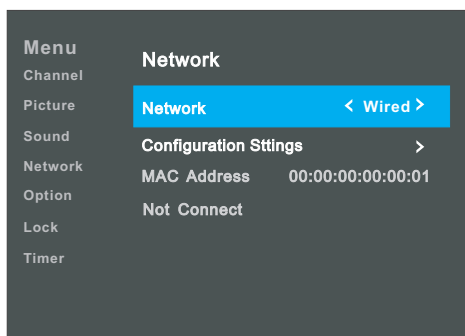 Menu
Channel
Picture
Sound
Network
Option
Lock
Timer
Network
Network < Wired >
Configuration Sttings >
MAC Address 00:00:00:00:00:01
Not Connect